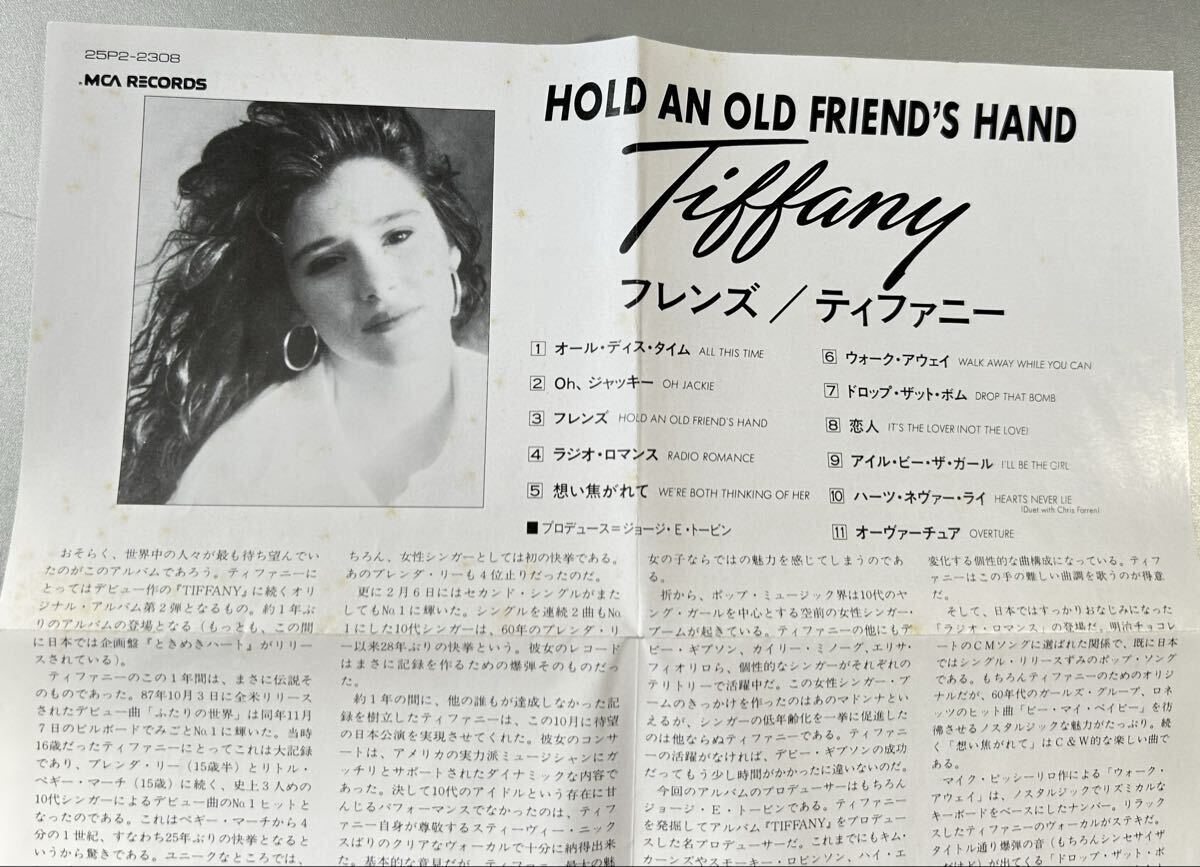 25P2-2308
MCA RECORDS
HOLD AN OLD FRIEND'S HAND
Tiffany
フレンズ／ティファニー
1 オール・ディス・タイム ALL THIS TIME
2 Oh、ジャッキー OH JACKIE
3 フレンズ HOLD AN OLD FRIEND'S HAND
4 ラジオ・ロマンス RADIO ROMANCE
5 想い焦がれて WE'RE BOTH THINKING OF HER
6 ウォーク・アウェイ WALK AWAY WHILE YOU CAN
7 ドロップ・ザット・ボム DROP THAT BOMB
8 恋人 IT'S THE LOVER (NOT THE LOVE)
9 アイル・ビー・ザ・ガール I'LL BE THE GIRL
10 ハーツ・ネヴァー・ライ HEARTS NEVER LIE
(Duet with Chris Farren)
11 オーヴァーチュア OVERTURE
■プロデュース＝ジョージ・E・トービン
おそらく、世界中の人々が最も待ち望んでい
たのがこのアルバムであろう。ティファニーに
とってはデビュー作の『TIFFANY』に続くオリ
ジナル・アルバム第2弾となるもの。約1年ぶ
りのアルバムの登場となる（もっとも、この間
に日本では企画盤『ときめきハート』がリリー
スされている）。
ティファニーのこの1年間は、まさに伝説そ
のものであった。87年10月3日に全米リリース
されたデビュー曲「ふたりの世界」は同年11月
7日のビルボードでみごとNo.1に輝いた。当時
16歳だったティファニーにとってこれは大記録
であり、ブレンダ・リー（15歳半）とリトル・
ペギー・マーチ（15歳）に続く、史上3人めの
10代シンガーによるデビュー曲のNo.1ヒットと
なったのである。これはペギー・マーチから4
分の1世紀、すなわち25年ぶりの快挙となると
いうから驚きである。ユニークなところでは、
ちろん、女性シンガーとしては初の快挙である。
あのブレンダ・リーも4位止りだったのだ。
更に2月6日にはセカンド・シングルがまた
してもNo.1に輝いた。シングルを連続2曲もNo.
1にした10代シンガーは、60年のブレンダ・リ
ー以来28年ぶりの快挙という。彼女のレコード
はまさに記録を作るための爆弾そのものだっ
た。
約1年の間に、他の誰もが達成しなかった記
録を樹立したティファニーは、この10月に待望
の日本公演を実現させてくれた。彼女のコンサ
ートは、アメリカの実力派ミュージシャンにガ
ッチリとサポートされたダイナミックな内容で
あった。決して10代のアイドルという存在に甘
んじるパフォーマンスでなかったのは、ティフ
ァニー自身が尊敬するスティーヴィー・ニック
スばりのクリアなヴォーカルで十分に納得出来
た。基本的な意見だが、ティファニー最大の魅
女の子ならではの魅力を感じてしまうのであ
る。
折から、ポップ・ミュージック界は10代のヤ
ング・ガールを中心とする空前の女性シンガー・
ブームが起きている。ティファニーの他にもデ
ビー・ギブソン、カイリー・ミノーグ、エリサ・
フィオリロら、個性的なシンガーがそれぞれの
テリトリーで活躍中だ。この女性シンガー・ブ
ームのきっかけを作ったのはあのマドンナとい
えるが、シンガーの低年齢化を一挙に促進した
のは他ならぬティファニーである。ティファニ
ーの活躍がなければ、デビー・ギブソンの成功
だってもう少し時間がかかったに違いないのだ。
今回のアルバムのプロデューサーはもちろん
ジョージ・E・トービンである。ティファニー
を発掘してアルバム『TIFFANY』をプロデュー
スした名プロデューサー。これまでにもキム・
カーンズやスモーキー・ロビンソン、ハイ・エ
変化する個性的な曲構成になっている。ティフ
ァニーはこの手の難しい曲調を歌うのが得意
だ。
そして、日本ではすっかりおなじみになった
「ラジオ・ロマンス」の登場だ。明治チョコレ
ートのCMソングに選ばれた関係で、既に日本
ではシングル・リリースずみのポップ・ソング
である。もちろんティファニーのためのオリジ
ナルだが、60年代のガールズ・グループ、ロネ
ッツのヒット曲「ビー・マイ・ベイビー」を彷
彿させるノスタルジックな魅力がたっぷり。続
く「想い焦がれて」はC&W的な楽しい曲で
ある。
マイク・ピッシーリロ作による「ウォーク・
アウェイ」は、ノスタルジックでリズミカルな
キーボードをベースにしたナンバー。リラック
スしたティファニーのヴォーカルがステキだ。
タイトル通り爆弾の音（もちろんシンセサイザ
だけど）が出てくる「ドロップ・ザット・ボ